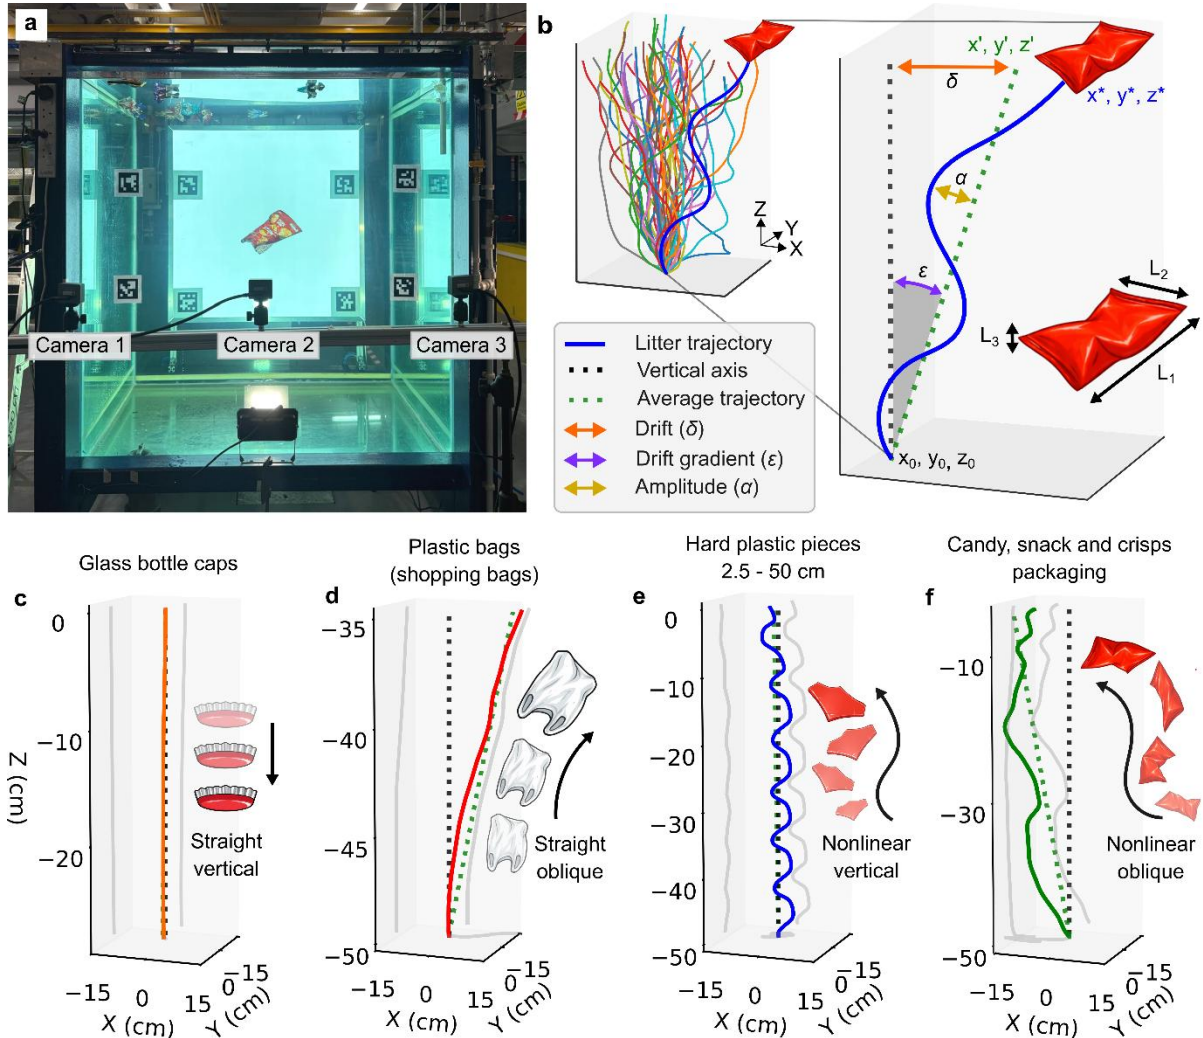 a
Camera 1
Camera 2
Camera 3
b
Z
Y
X
x', y', z'
δ
x*, y*, z*
α
ε
L₂
L₃
L₁
x₀, y₀, z₀
Litter trajectory
Vertical axis
Average trajectory
Drift (δ)
Drift gradient (ε)
Amplitude (α)
Glass bottle caps
c
0
−10
−20
Z (cm)
Straight
vertical
−15
0
15
X (cm)
−15
0
Y (cm)
Plastic bags
(shopping bags)
d
−35
−40
−45
−50
Straight
oblique
−15
0
15
X (cm)
−15
0
Y (cm)
Hard plastic pieces
2.5 - 50 cm
e
0
−10
−20
−30
−40
−50
Nonlinear
vertical
−15
0
15
X (cm)
−15
0
Y (cm)
Candy, snack and crisps
packaging
f
−10
−30
−50
Nonlinear
oblique
−15
0
15
X (cm)
−15
0
Y (cm)